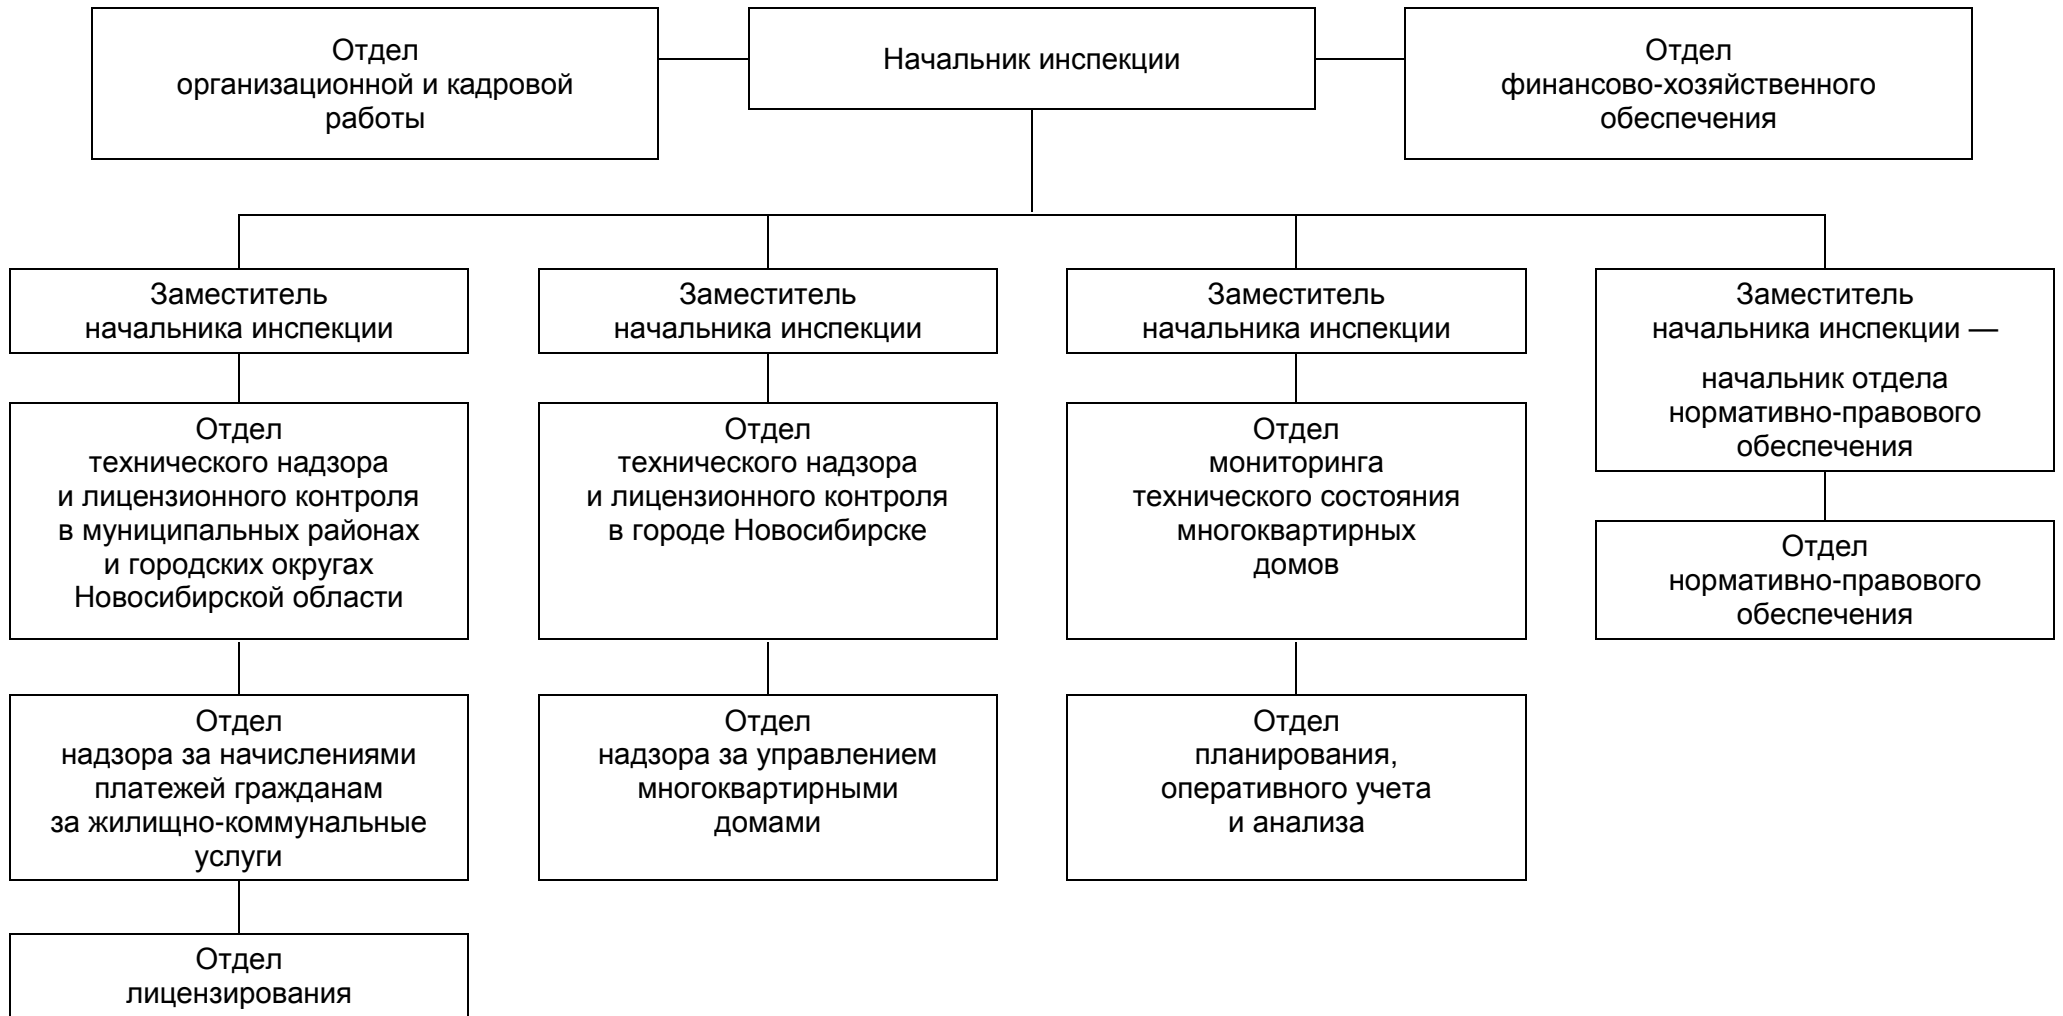 Отдел
организационной и кадровой
работы
Начальник инспекции
Отдел
финансово-хозяйственного
обеспечения
Заместитель
начальника инспекции
Заместитель
начальника инспекции
Заместитель
начальника инспекции
Заместитель
начальника инспекции —
начальник отдела
нормативно-правового
обеспечения
Отдел
технического надзора
и лицензионного контроля
в муниципальных районах
и городских округах
Новосибирской области
Отдел
технического надзора
и лицензионного контроля
в городе Новосибирске
Отдел
мониторинга
технического состояния
многоквартирных
домов
Отдел
нормативно-правового
обеспечения
Отдел
надзора за начислениями
платежей гражданам
за жилищно-коммунальные
услуги
Отдел
надзора за управлением
многоквартирными
домами
Отдел
планирования,
оперативного учета
и анализа
Отдел
лицензирования